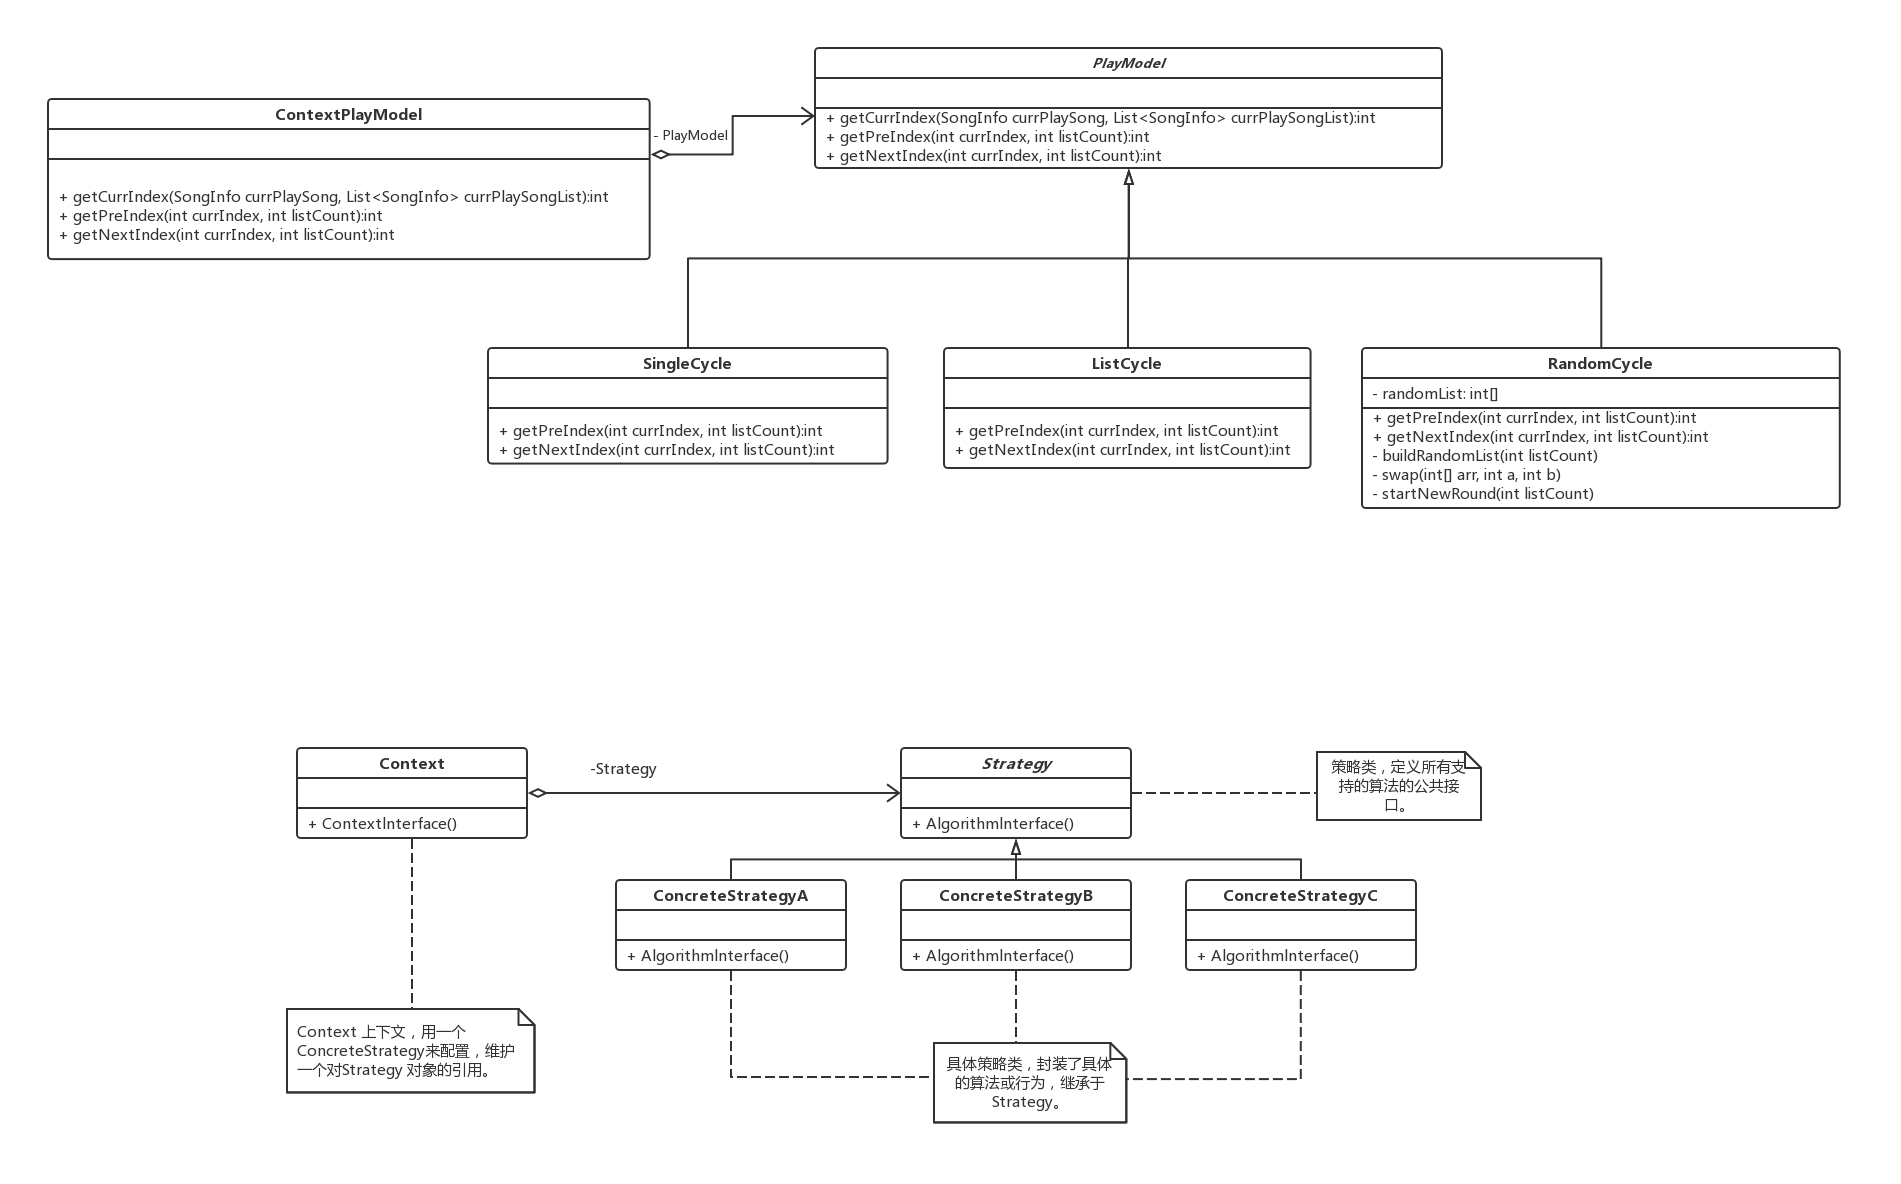 PlayModel
+ getCurrIndex(SongInfo currPlaySong, List<SongInfo> currPlaySongList):int
+ getPreIndex(int currIndex, int listCount):int
+ getNextIndex(int currIndex, int listCount):int
ContextPlayModel
+ getCurrIndex(SongInfo currPlaySong, List<SongInfo> currPlaySongList):int
+ getPreIndex(int currIndex, int listCount):int
+ getNextIndex(int currIndex, int listCount):int
- PlayModel
SingleCycle
+ getPreIndex(int currIndex, int listCount):int
+ getNextIndex(int currIndex, int listCount):int
ListCycle
+ getPreIndex(int currIndex, int listCount):int
+ getNextIndex(int currIndex, int listCount):int
RandomCycle
- randomList: int[]
+ getPreIndex(int currIndex, int listCount):int
+ getNextIndex(int currIndex, int listCount):int
- buildRandomList(int listCount)
- swap(int[] arr, int a, int b)
- startNewRound(int listCount)
Context
+ ContextInterface()
-Strategy
Strategy
+ AlgorithmInterface()
策略类，定义所有支
持的算法的公共接
口。
ConcreteStrategyA
+ AlgorithmInterface()
ConcreteStrategyB
+ AlgorithmInterface()
ConcreteStrategyC
+ AlgorithmInterface()
Context 上下文，用一个
ConcreteStrategy来配置，维护
一个对Strategy 对象的引用。
具体策略类，封装了具体
的算法或行为，继承于
Strategy。